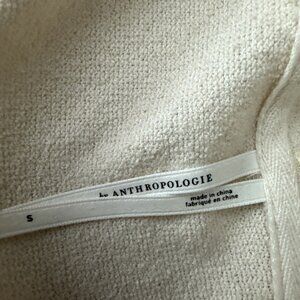 by ANTHROPOLOGIE
S
made in china
fabriqué en chine